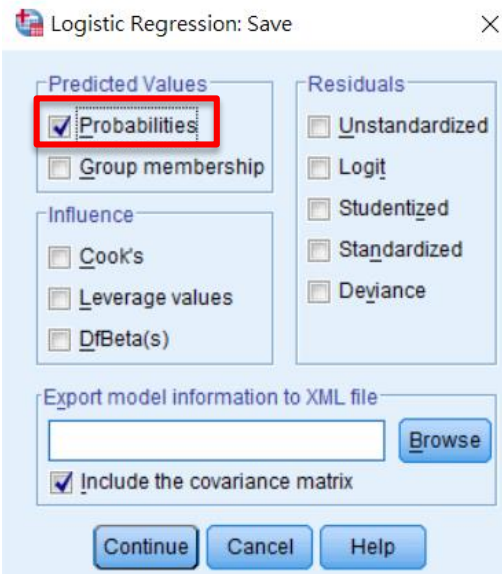 Logistic Regression: Save
Predicted Values
Probabilities
Group membership
Influence
Cook's
Leverage values
DfBeta(s)
Residuals
Unstandardized
Logit
Studentized
Standardized
Deviance
Export model information to XML file
Browse
Include the covariance matrix
Continue Cancel Help